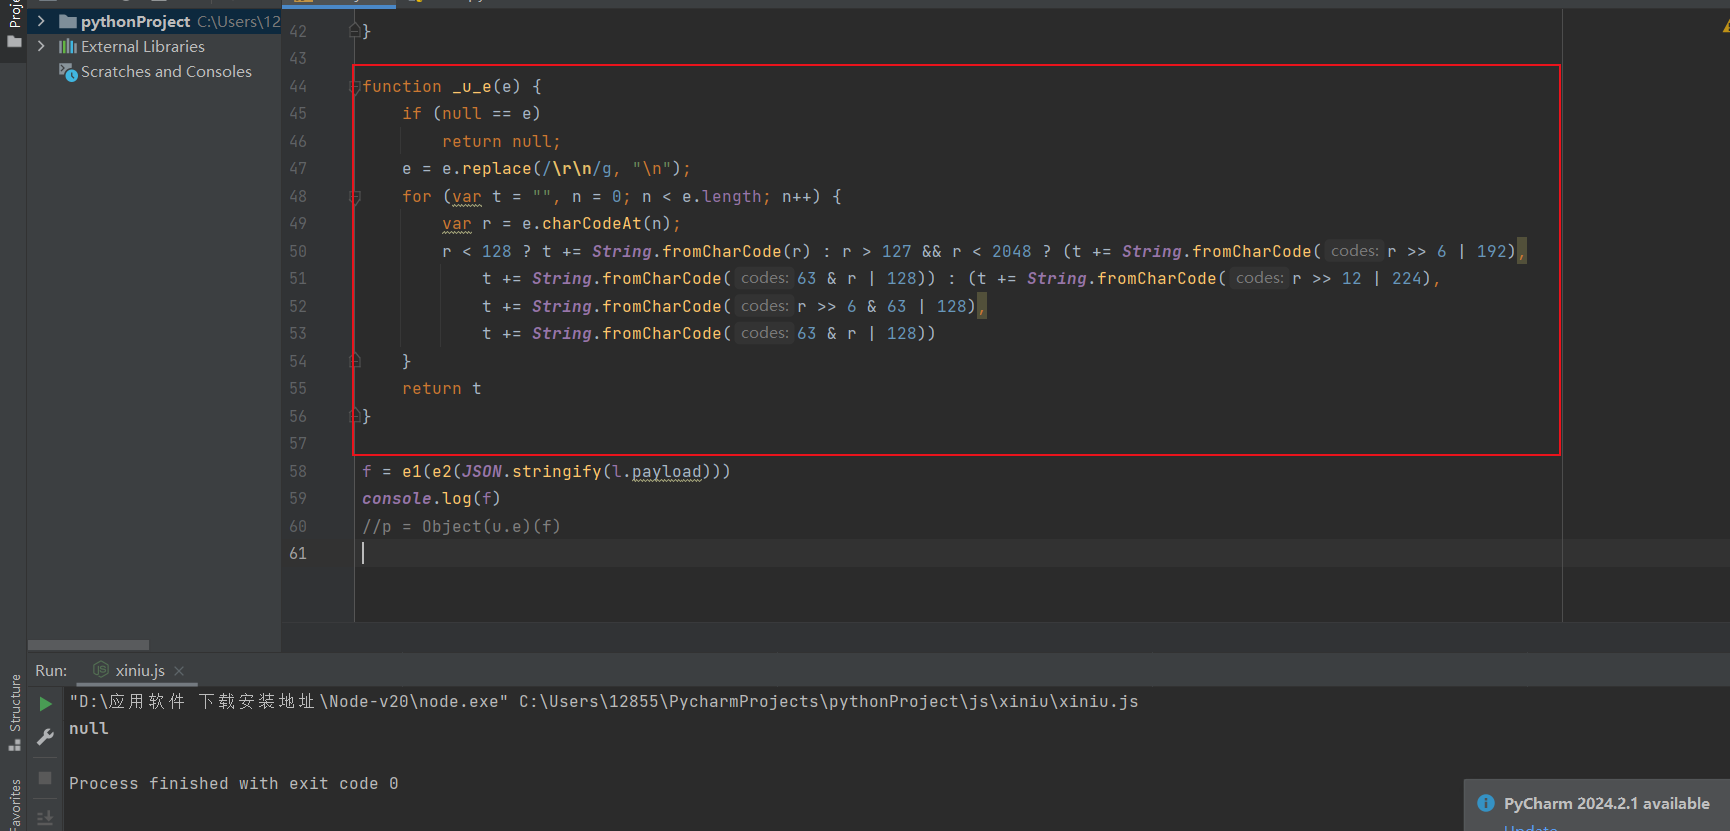 pythonProject C:\Users\12
External Libraries
Scratches and Consoles
Structure
Favorites
42 }
43
44 function _u_e(e) {
45 if (null == e)
46 return null;
47 e = e.replace(/\r\n/g, "\n");
48 for (var t = "", n = 0; n < e.length; n++) {
49 var r = e.charCodeAt(n);
50 r < 128 ? t += String.fromCharCode(r) : r > 127 && r < 2048 ? (t += String.fromCharCode( codes: r >> 6 | 192),
51 t += String.fromCharCode( codes: 63 & r | 128)) : (t += String.fromCharCode( codes: r >> 12 | 224),
52 t += String.fromCharCode( codes: r >> 6 & 63 | 128),
53 t += String.fromCharCode( codes: 63 & r | 128))
54 }
55 return t
56 }
57
58 f = e1(e2(JSON.stringify(l.payload)))
59 console.log(f)
60 //p = Object(u.e)(f)
61
Run: xiniu.js
"D:\应用软件 下载安装地址\Node-v20\node.exe" C:\Users\12855\PycharmProjects\pythonProject\js\xiniu\xiniu.js
null
Process finished with exit code 0
PyCharm 2024.2.1 available
Update